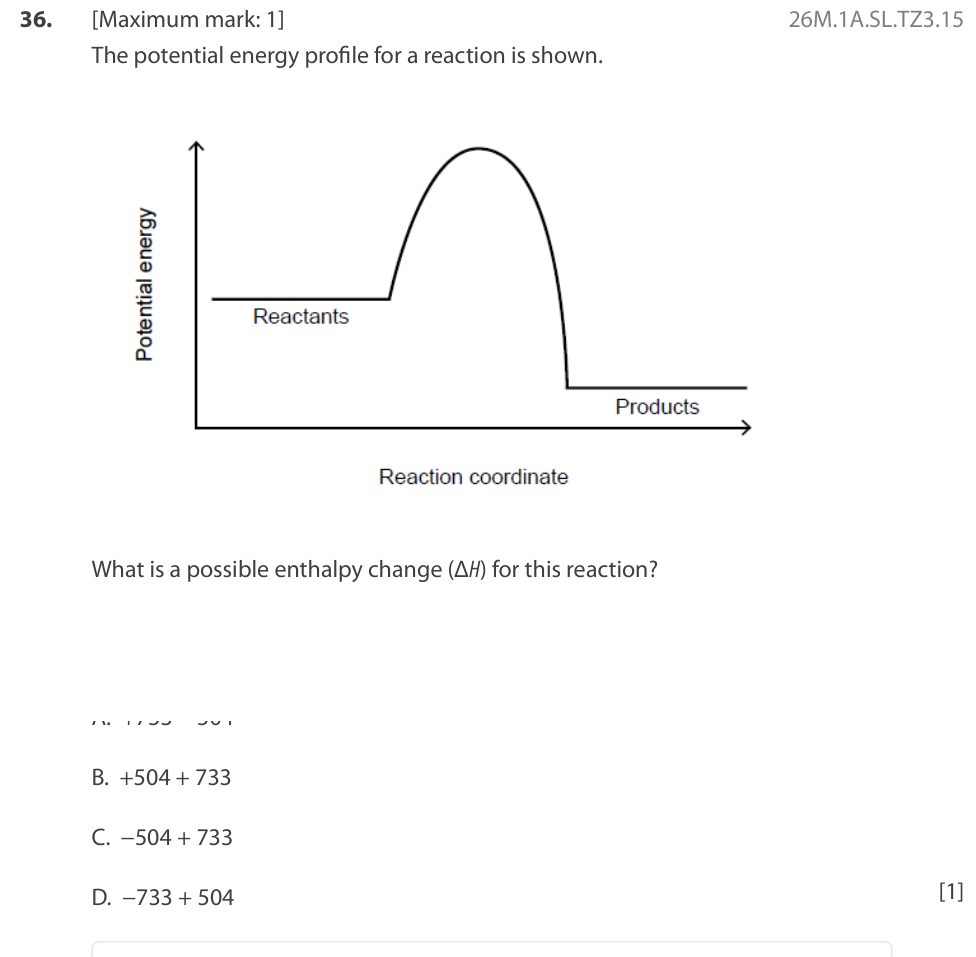 36. [Maximum mark: 1] 26M.1A.SL.TZ3.15
The potential energy profile for a reaction is shown.
Potential energy
Reactants
Products
Reaction coordinate
What is a possible enthalpy change (ΔH) for this reaction?
B. +504 + 733
C. −504 + 733
D. −733 + 504 [1]